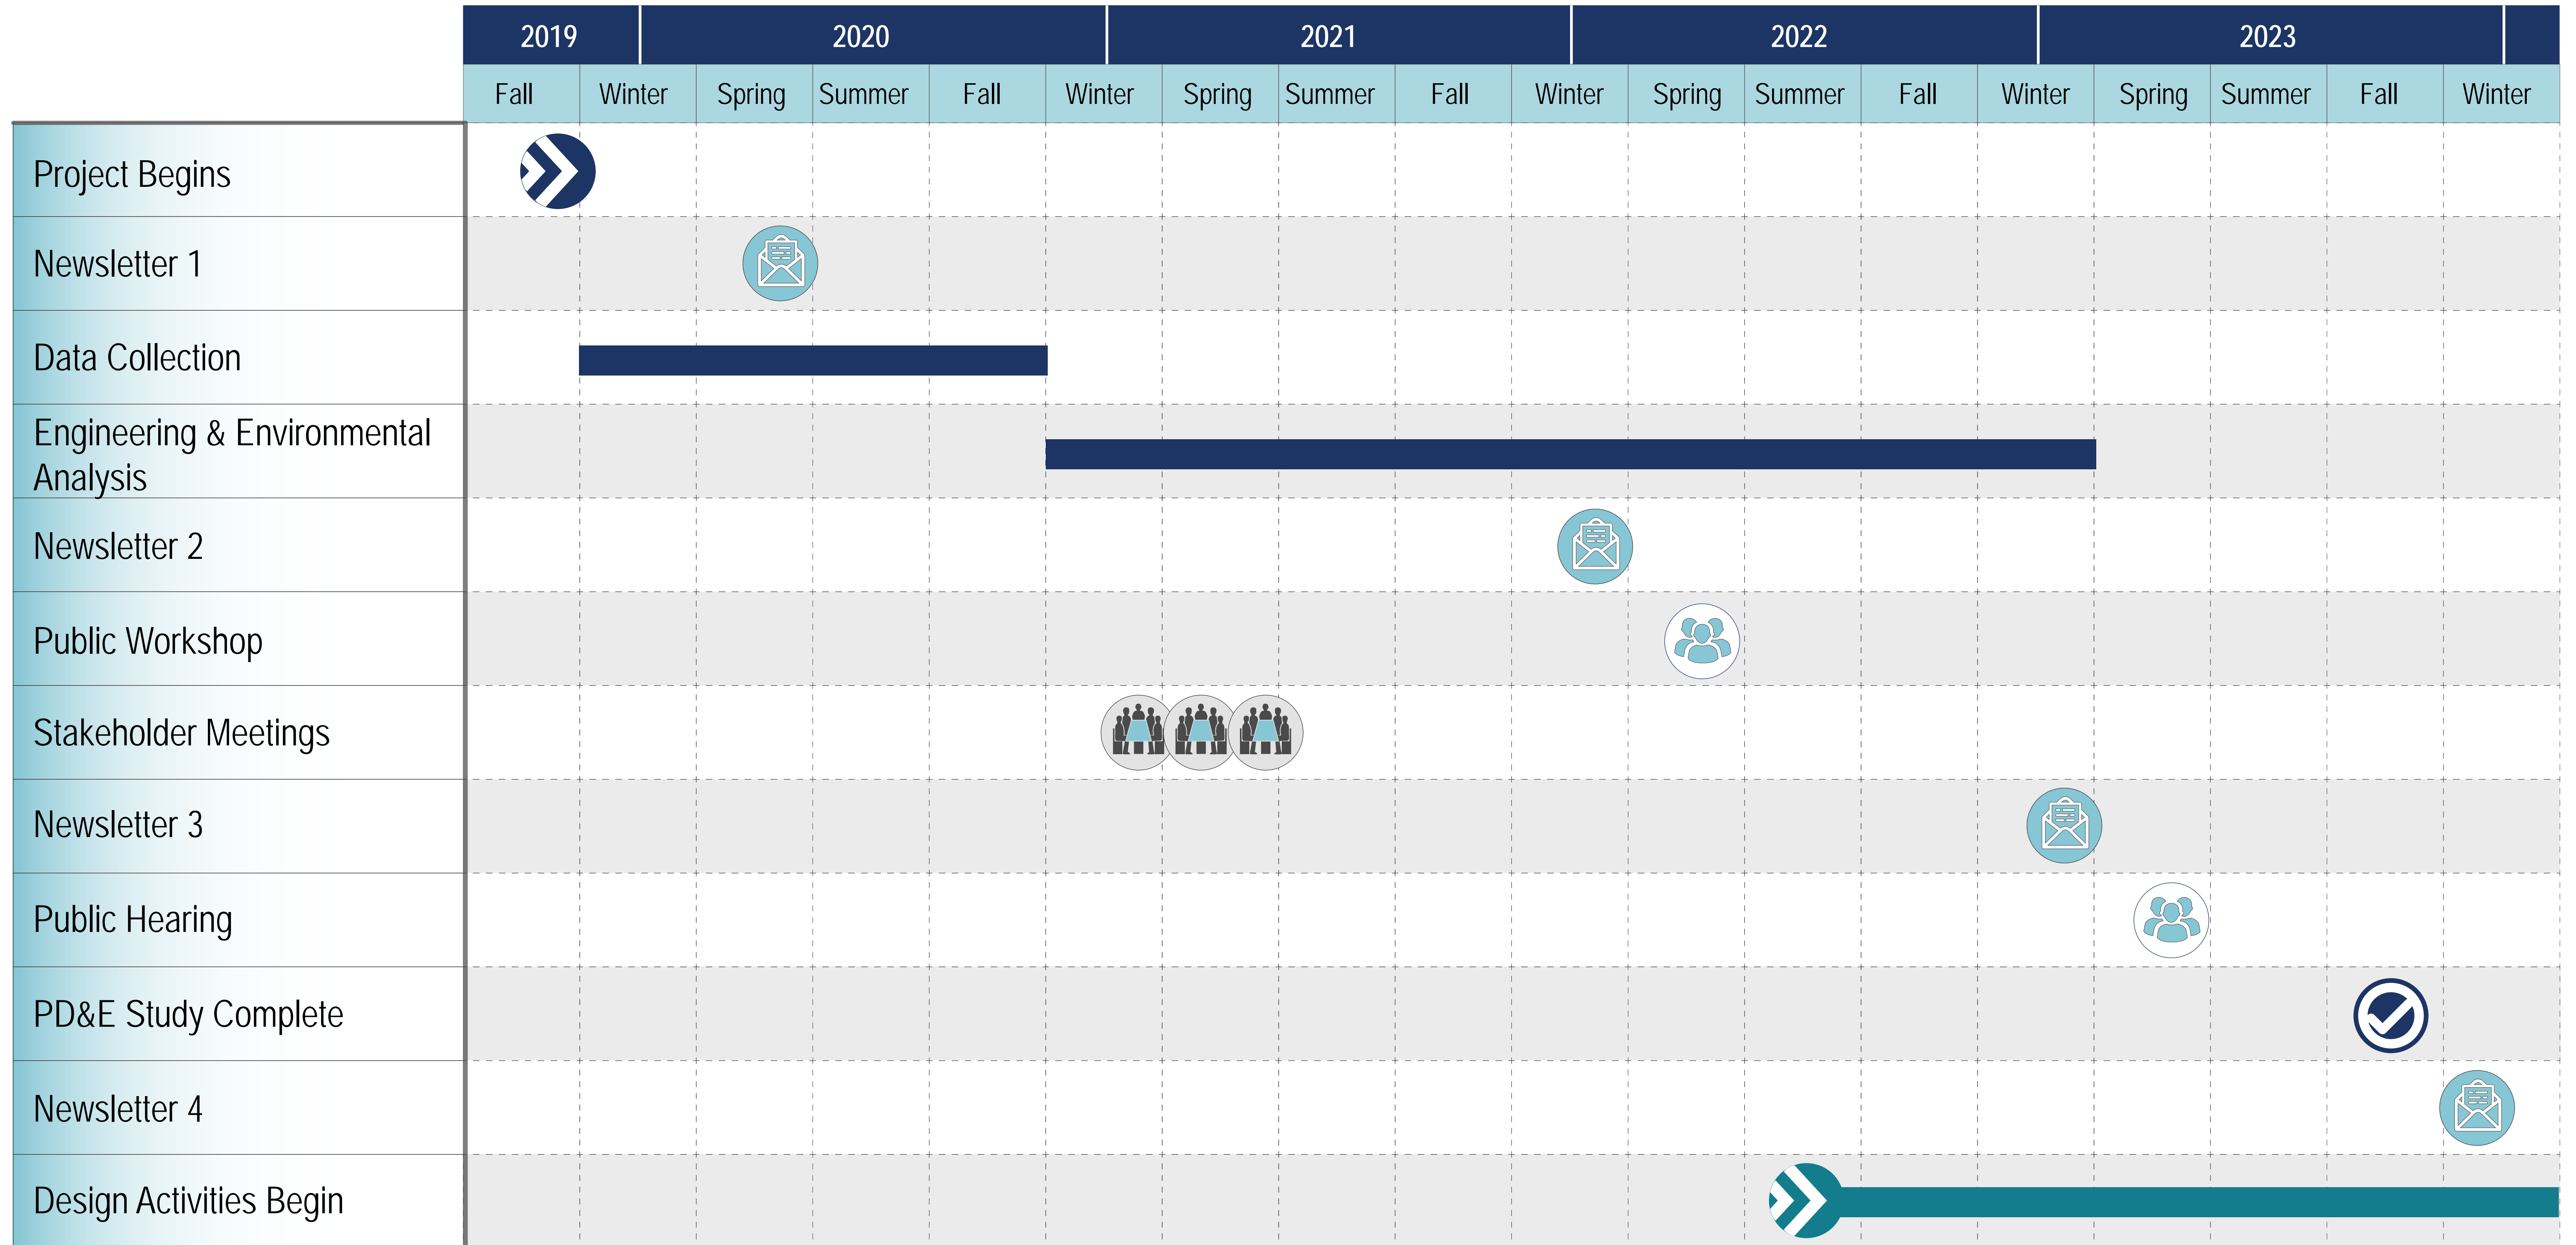 2019 2020 2021 2022 2023
Fall Winter Spring Summer Fall Winter Spring Summer Fall Winter Spring Summer Fall Winter Spring Summer Fall Winter
Project Begins
Newsletter 1
Data Collection
Engineering & Environmental
Analysis
Newsletter 2
Public Workshop
Stakeholder Meetings
Newsletter 3
Public Hearing
PD&E Study Complete
Newsletter 4
Design Activities Begin